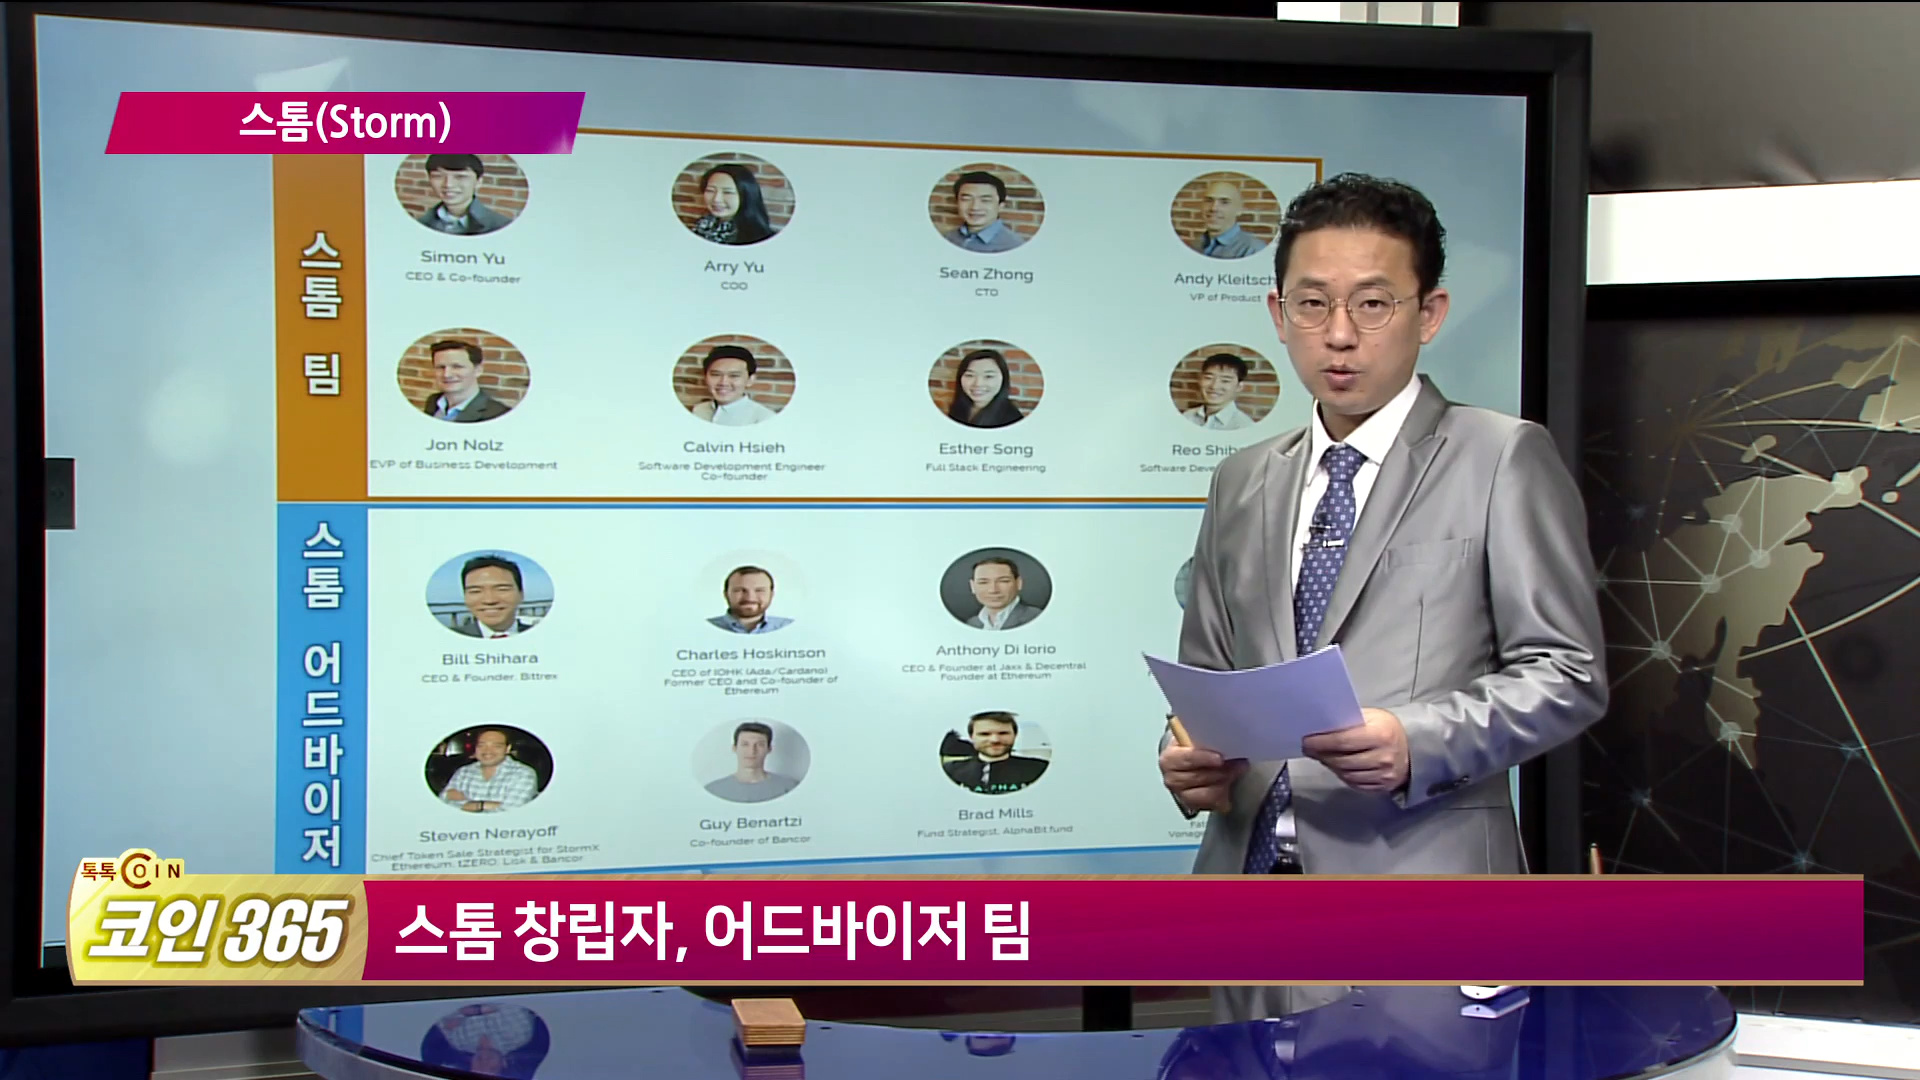 스톰(Storm)
스톰 팀
Simon Yu
CEO & Co-founder
Arry Yu
COO
Sean Zhong
CTO
Andy Kleitsch
VP of Product
Jon Nolz
EVP of Business Development
Calvin Hsieh
Software Development Engineer
Co-founder
Esther Song
Full Stack Engineering
Reo Shib
Software Deve
스톰 어드바이저
Bill Shihara
CEO & Founder, Bittrex
Charles Hoskinson
CEO of IOHK (Ada/Cardano)
Former CEO and Co-founder of
Ethereum
Anthony Di Iorio
CEO & Founder at Jaxx & Decentral
Founder at Ethereum
Steven Nerayoff
Chief Token Sale Strategist for StormX
Ethereum, tZERO, Lisk & Bancor
Guy Benartzi
Co-founder of Bancor
Brad Mills
Fund Strategist, AlphaBit.fund
톡톡 COIN
코인 365
스톰 창립자, 어드바이저 팀